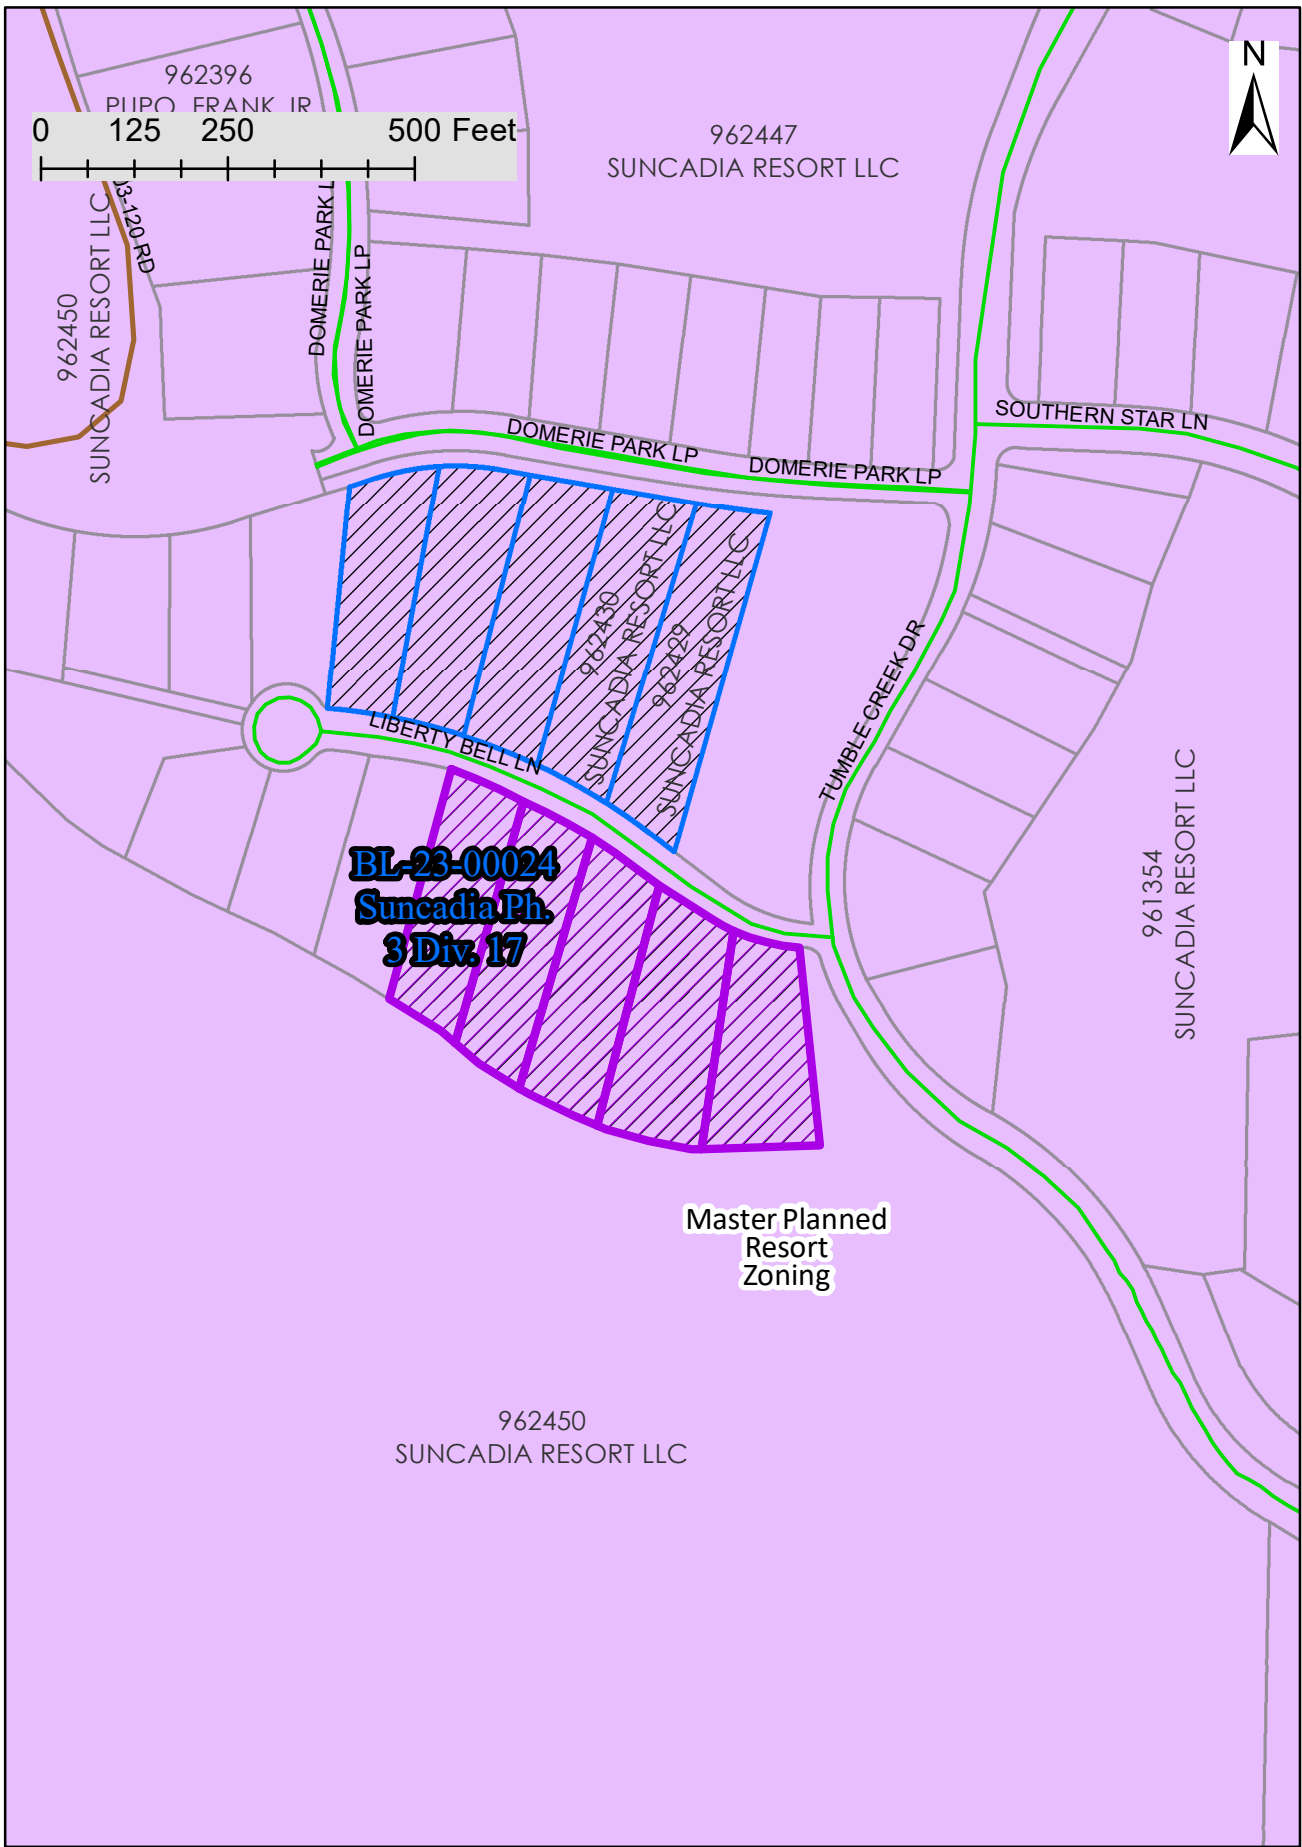 962396
PUPO, FRANK JR
N
0 125 250 500 Feet
962447
SUNCADIA RESORT LLC
03-120 RD
962450
SUNCADIA RESORT LLC
DOMERIE PARK L
DOMERIE PARK LP
SOUTHERN STAR LN
DOMERIE PARK LP
DOMERIE PARK LP
962430
SUNCADIA RESORT LLC
962429
SUNCADIA RESORT LLC
TUMBLE CREEK DR
LIBERTY BELL LN
961354
SUNCADIA RESORT LLC
BL-23-00024
Suncadia Ph.
3 Div. 17
Master Planned
Resort
Zoning
962450
SUNCADIA RESORT LLC